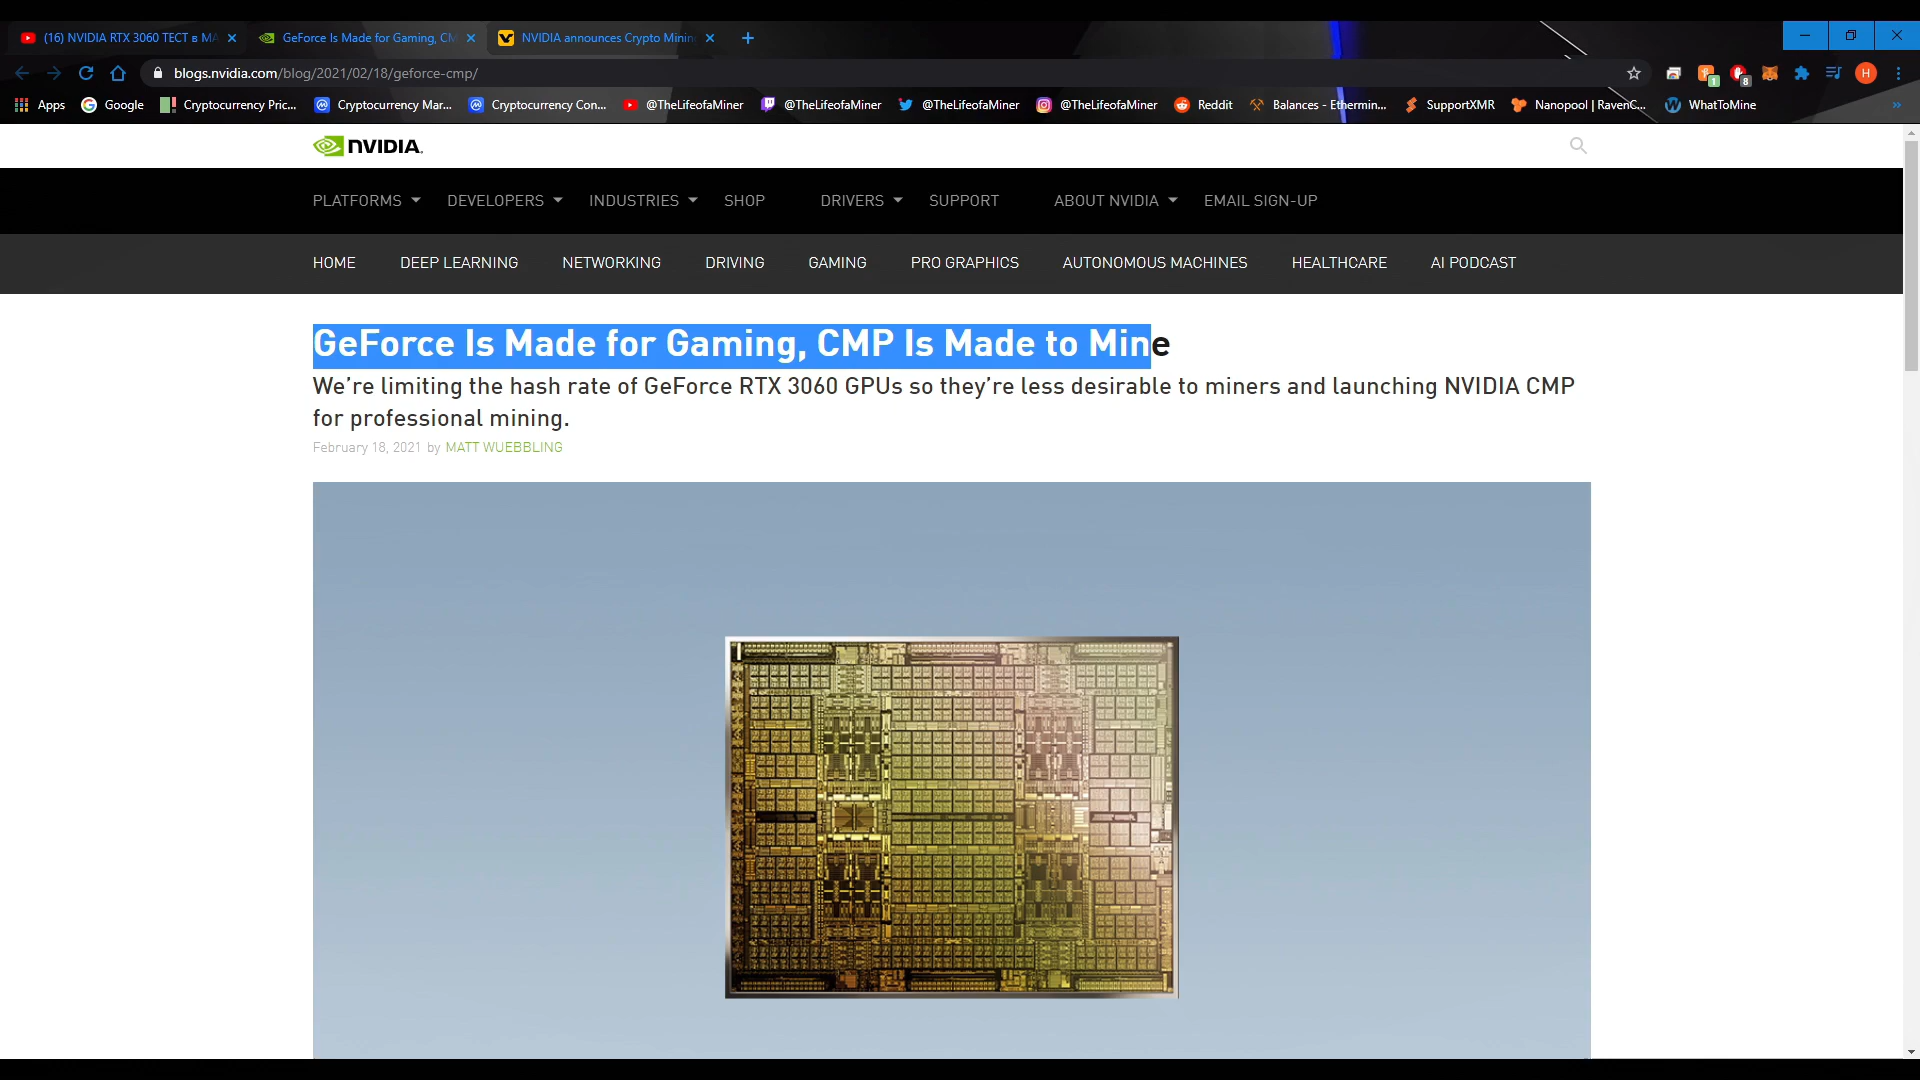 (16) NVIDIA RTX 3060 ТЕСТ в МА
GeForce Is Made for Gaming, CM
NVIDIA announces Crypto Mining
blogs.nvidia.com/blog/2021/02/18/geforce-cmp/
1
8
H
Apps
Google
Cryptocurrency Pric...
Cryptocurrency Mar...
Cryptocurrency Con...
@TheLifeofaMiner
@TheLifeofaMiner
@TheLifeofaMiner
@TheLifeofaMiner
Reddit
Balances - Ethermin...
SupportXMR
Nanopool | RavenC...
WhatToMine
NVIDIA.
PLATFORMS
DEVELOPERS
INDUSTRIES
SHOP
DRIVERS
SUPPORT
ABOUT NVIDIA
EMAIL SIGN-UP
HOME
DEEP LEARNING
NETWORKING
DRIVING
GAMING
PRO GRAPHICS
AUTONOMOUS MACHINES
HEALTHCARE
AI PODCAST
GeForce Is Made for Gaming, CMP Is Made to Mine
We’re limiting the hash rate of GeForce RTX 3060 GPUs so they’re less desirable to miners and launching NVIDIA CMP
for professional mining.
February 18, 2021 by MATT WUEBBLING